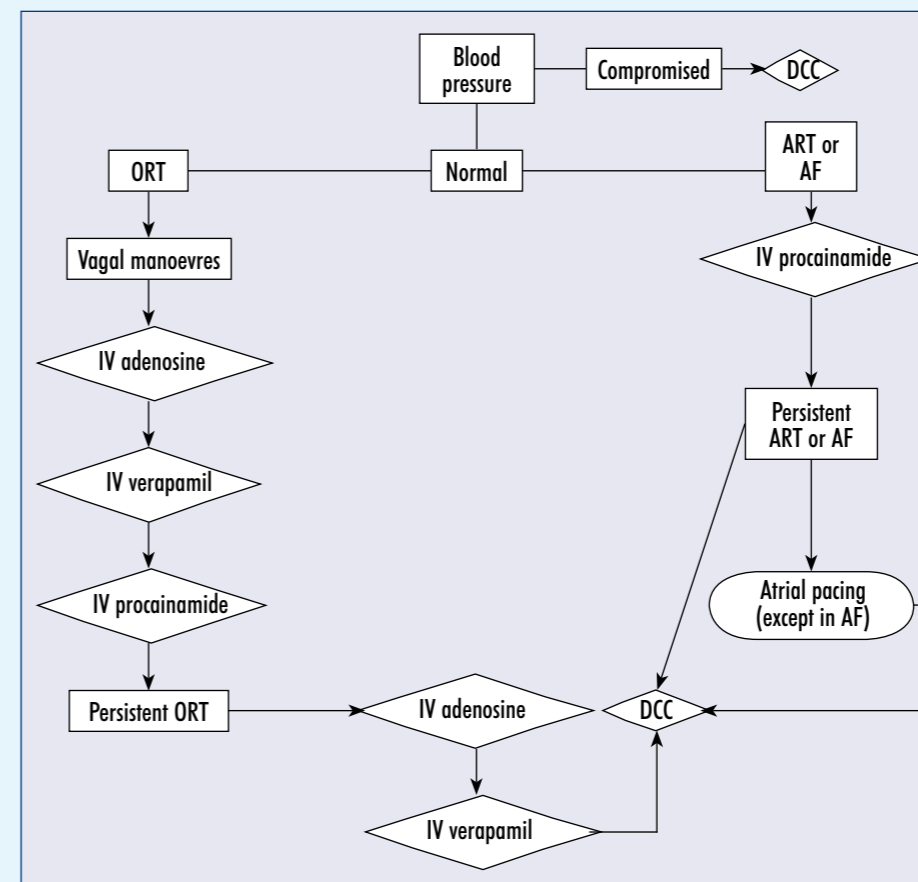 Blood
pressure
Compromised
DCC
ORT
Normal
ART or
AF
Vagal manoevres
IV procainamide
IV adenosine
Persistent
ART or AF
IV verapamil
IV procainamide
Atrial pacing
(except in AF)
Persistent ORT
IV adenosine
DCC
IV verapamil